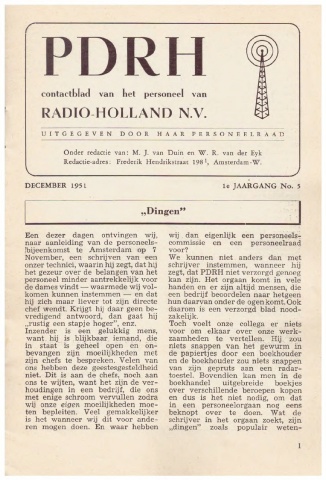 PDRH
contactblad van het personeel van
RADIO-HOLLAND N.V.
UITGEGEVEN DOOR HAAR PERSONEELRAAD
Onder redactie van: M. J. van Duin en W. R. van der Eyk
Redactie-adres: Frederik Hendrikstraat 198¹, Amsterdam-W.
DECEMBER 1951
1e JAARGANG No. 5
„Dingen”
Een dezer dagen ontvingen wij,
naar aanleiding van de personeels-
bijeenkomst te Amsterdam op 7
November, een schrijven van een
onzer technici, waarin hij zegt, dat hij
het gezeur over de belangen van het
personeel minder aantrekkelijk voor
de dames vindt — waarmede wij vol-
komen kunnen instemmen — en dat
hij zich maar liever tot zijn directe
chef wendt. Krijgt hij daar geen be-
vredigend antwoord, dan gaat hij
„rustig een stapje hoger”, enz.
Inzender is een gelukkig mens,
want hij is blijkbaar iemand, die
in staat is geheel open en on-
bevangen zijn moeilijkheden met
zijn chefs te bespreken. Velen van
ons hebben deze geestesgesteldheid
niet. Dit is aan de chefs, noch aan
ons te wijten, want het zijn de ver-
houdingen in een bedrijf, die ons
met enige schroom vervullen zodra
wij onze eigen moeilijkheden moe-
ten bepleiten. Veel gemakkelijker
is het wanneer wij dit voor ande-
ren mogen doen. En waar hebben
wij dan eigenlijk een personeels-
commissie en een personeelraad
voor?
We kunnen niet anders dan met
schrijver instemmen, wanneer hij
zegt, dat PDRH niet verzorgd genoeg
kan zijn. Het orgaan komt in vele
handen en er zijn altijd mensen, die
een bedrijf beoordelen naar hetgeen
hun daarvan onder de ogen komt. Ook
daarom is een verzorgd blad nood-
zakelijk.
Toch voelt onze collega er niets
voor om elkaar over onze werk-
zaamheden te vertellen. Hij zou
niets snappen van het gewurm in
de papiertjes door een boekhouder
en de boekhouder zou niets snappen
van zijn gepruts aan een radar-
toestel. Bovendien kan men in de
boekhandel uitgebreide boekjes
over verschillende beroepen kopen
en dus is het niet nodig, om dat
in een personeelorgaan nog eens
beknopt over te doen. Wat de
schrijver in het orgaan zoekt, zijn
„dingen” zoals populair weten-
1